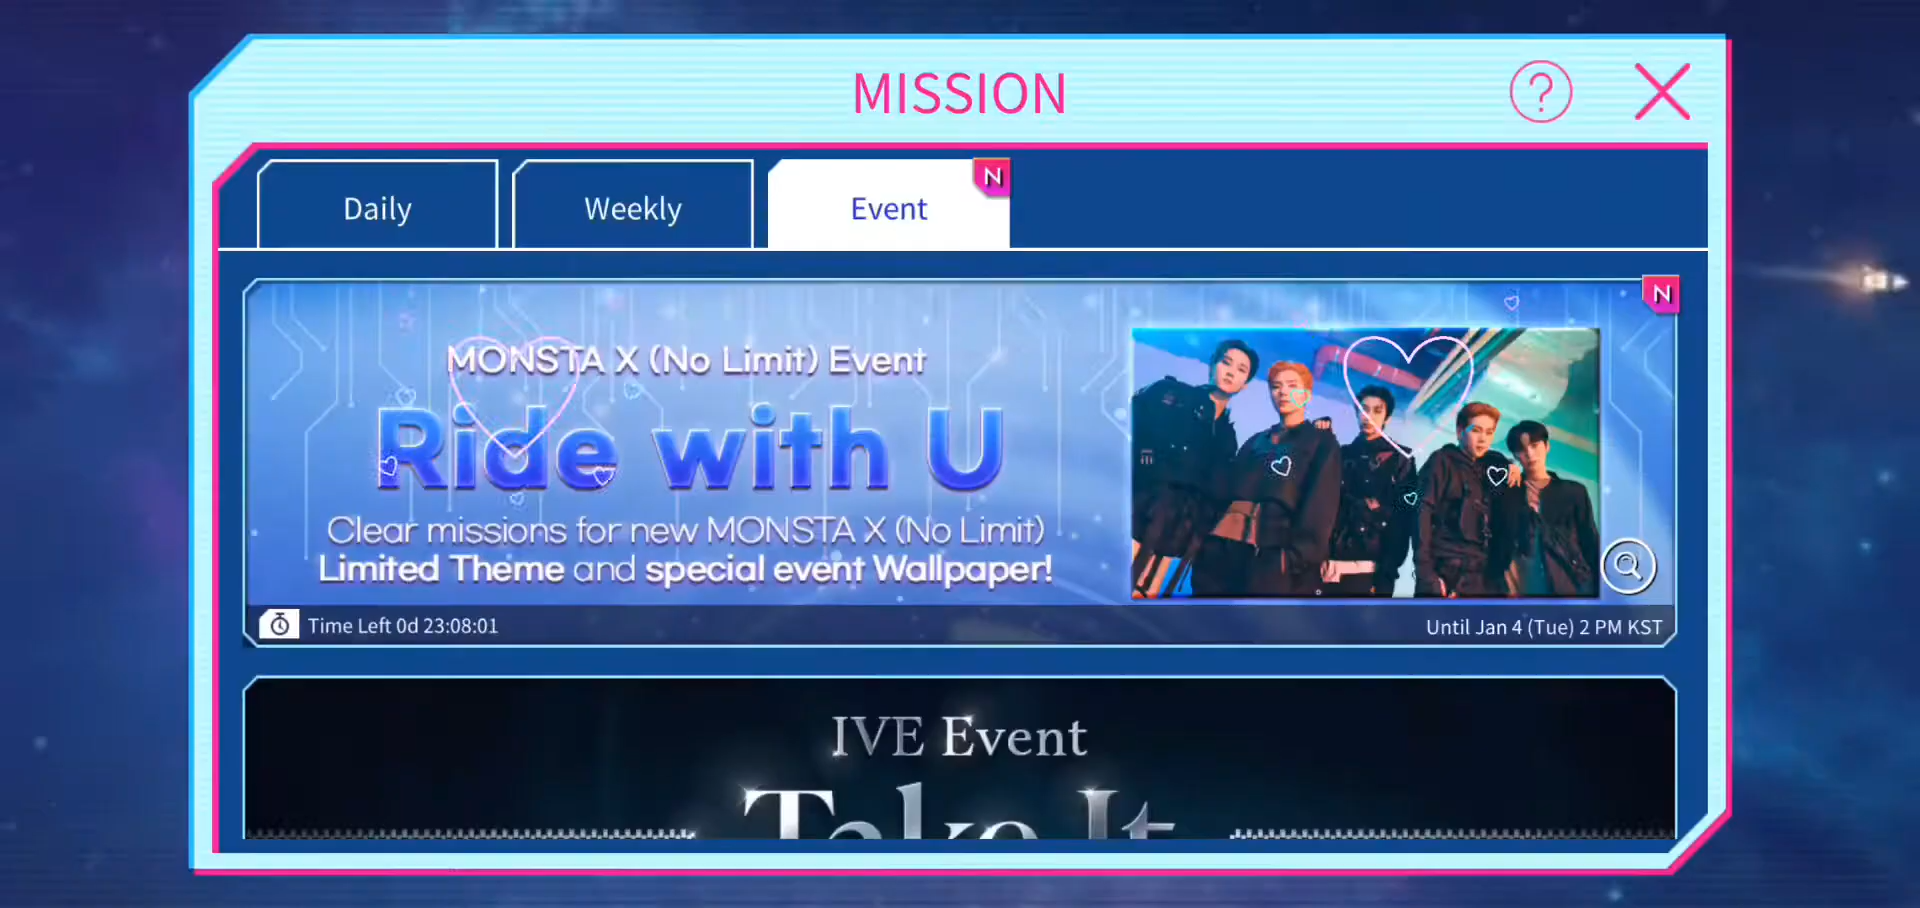 MISSION
?
Daily
Weekly
Event
N
N
MONSTA X (No Limit) Event
Ride with U
Clear missions for new MONSTA X (No Limit)
Limited Theme and special event Wallpaper!
Time Left 0d 23:08:01
Until Jan 4 (Tue) 2 PM KST
IVE Event
Take It